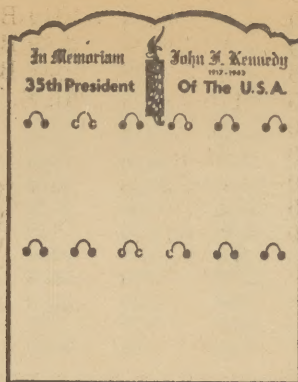 In Memoriam
John F. Kennedy
1917-1963
35th President
Of The U.S.A.